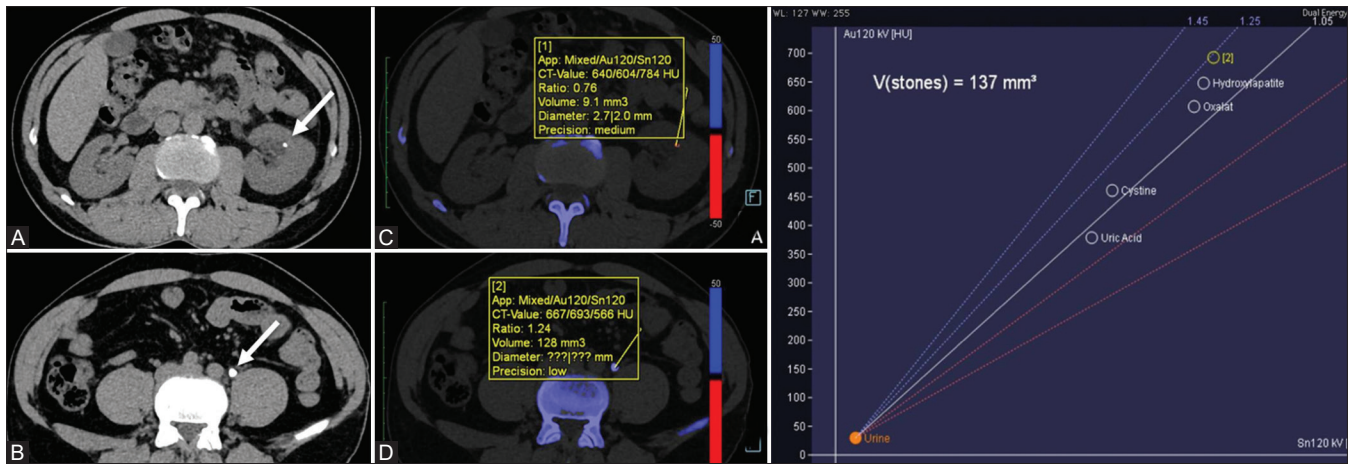 A
B
50
[1]
App: Mixed/Au120/Sn120
CT-Value: 640/604/784 HU
Ratio: 0.76
Volume: 9.1 mm3
Diameter: 2.7|2.0 mm
Precision: medium
F
-50
C
A
50
[2]
App: Mixed/Au120/Sn120
CT-Value: 667/693/566 HU
Ratio: 1.24
Volume: 128 mm3
Diameter: ???|??? mm
Precision: low
D
WL: 127 WW: 255
Dual Energy
1.45
1.25
1.05
Au120 kV [HU]
V(stones) = 137 mm³
[2]
Hydroxylapatite
Oxalat
Cystine
Uric Acid
Urine
Sn120 kV [
700
650
600
550
500
450
400
350
300
250
200
150
100
50
0